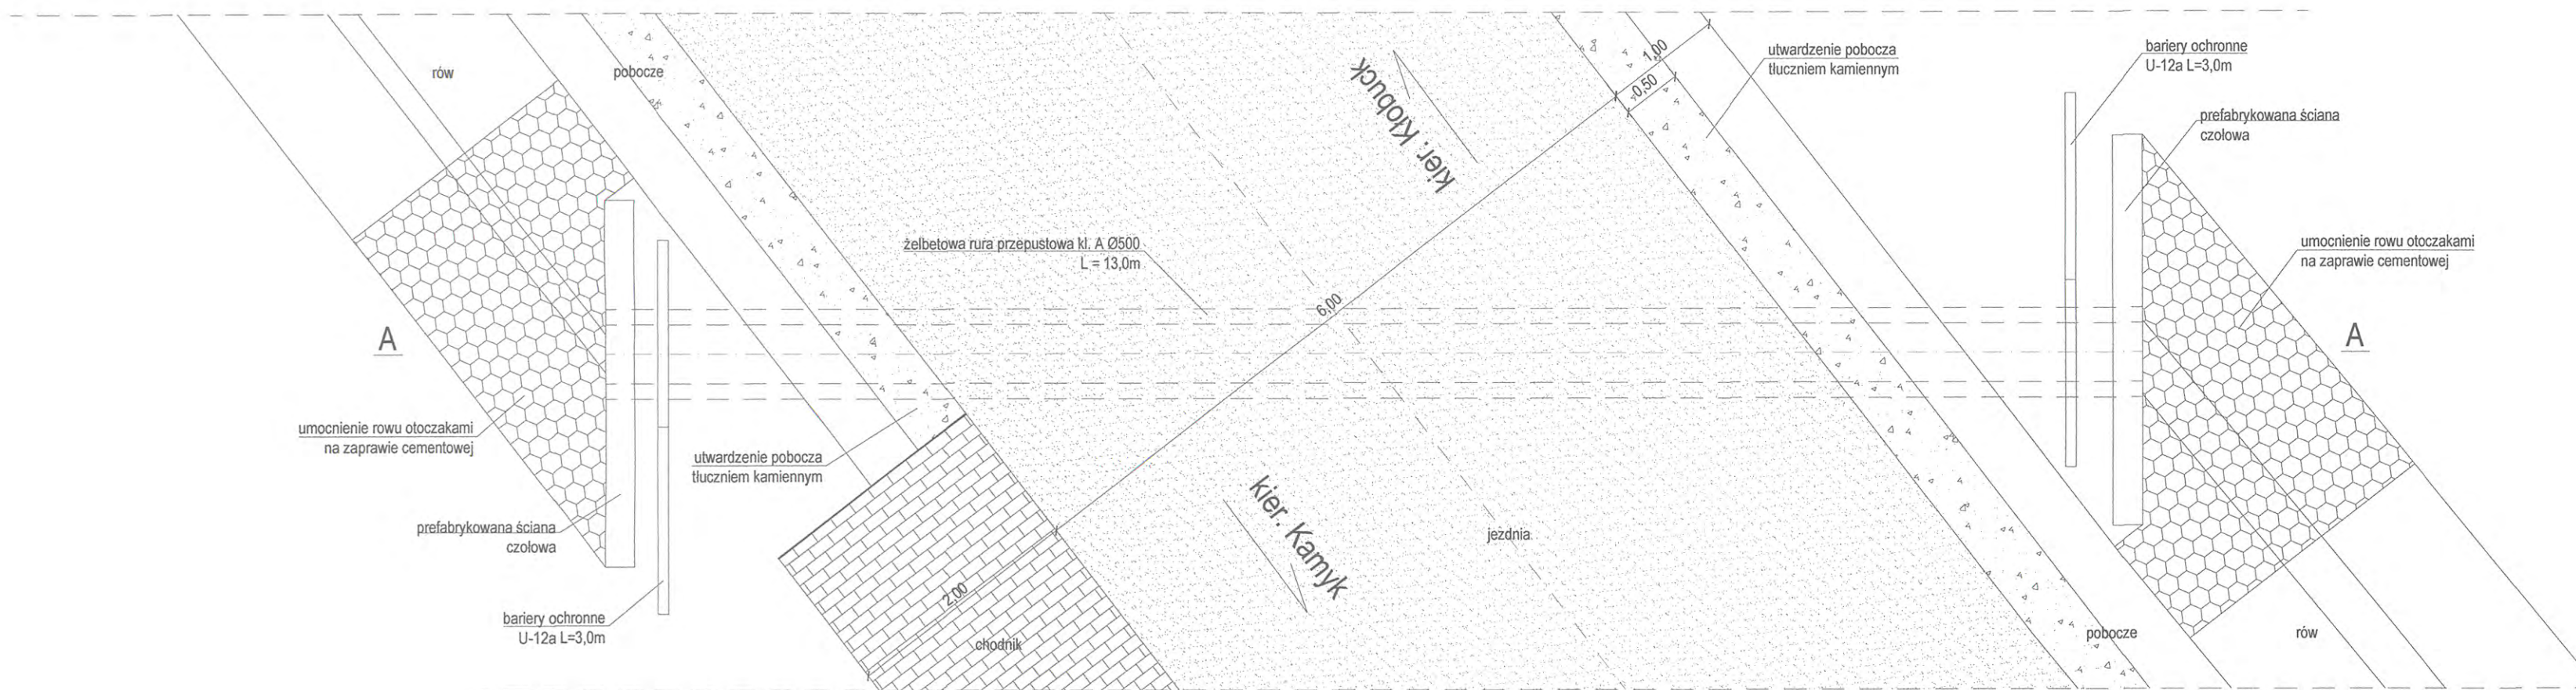 rów
pobocze
kier. Kłobuck
1,00
0,50
utwardzenie pobocza
tłuczniem kamiennym
bariery ochronne
U-12a L=3,0m
prefabrykowana ściana
czołowa
umocnienie rowu otoczakami
na zaprawie cementowej
żelbetowa rura przepustowa kl. A Ø500
L = 13,0m
6,00
A
A
umocnienie rowu otoczakami
na zaprawie cementowej
utwardzenie pobocza
tłuczniem kamiennym
prefabrykowana ściana
czołowa
kier. Kamyk
jezdnia
2,00
bariery ochronne
U-12a L=3,0m
chodnik
pobocze
rów